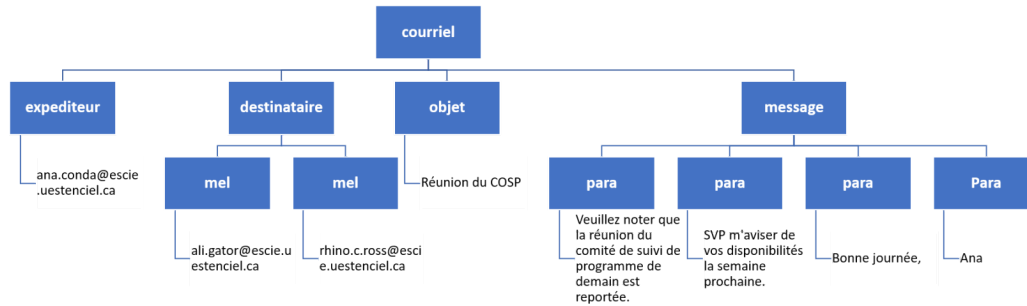 courriel
expéditeur
destinataire
objet
message
ana.conda@escie
.uestenciel.ca
mel
mel
Réunion du COSP
para
para
para
Para
ali.gator@escie.u
estenciel.ca
rhino.c.ross@esci
e.uestenciel.ca
Veuillez noter que
la réunion du
comité de suivi de
programme de
demain est
reportée.
SVP m'aviser de
vos disponibilités
la semaine
prochaine.
Bonne journée,
Ana